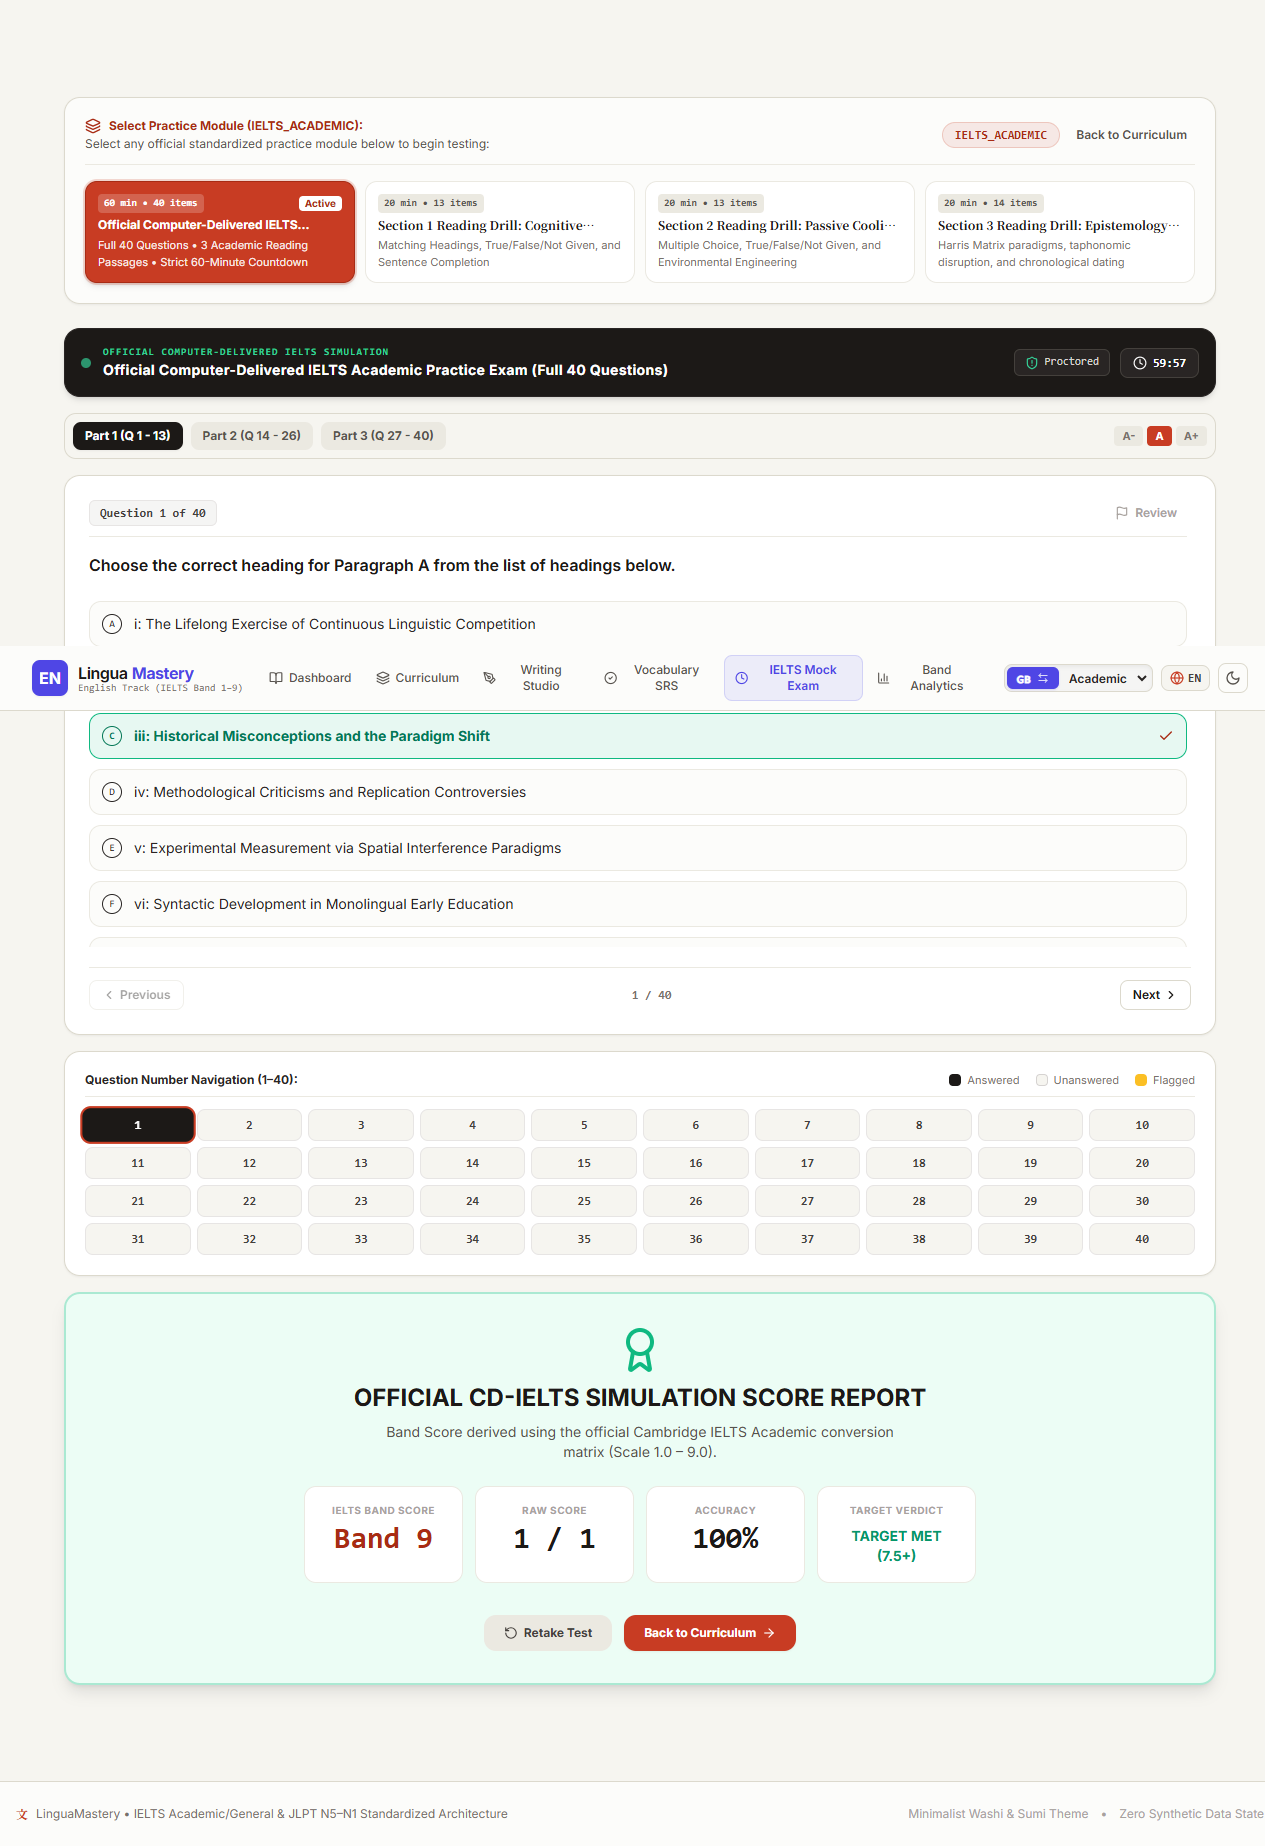 Select Practice Module (IELTS_ACADEMIC):
Select any official standardized practice module below to begin testing:
IELTS_ACADEMIC
Back to Curriculum
60 min • 40 items
Active
Official Computer-Delivered IELTS...
Full 40 Questions • 3 Academic Reading
Passages • Strict 60-Minute Countdown
20 min • 13 items
Section 1 Reading Drill: Cognitive...
Matching Headings, True/False/Not Given, and
Sentence Completion
20 min • 13 items
Section 2 Reading Drill: Passive Cooli...
Multiple Choice, True/False/Not Given, and
Environmental Engineering
20 min • 14 items
Section 3 Reading Drill: Epistemology...
Harris Matrix paradigms, taphonomic
disruption, and chronological dating
OFFICIAL COMPUTER-DELIVERED IELTS SIMULATION
Official Computer-Delivered IELTS Academic Practice Exam (Full 40 Questions)
Proctored
59:57
Part 1 (Q 1 - 13)
Part 2 (Q 14 - 26)
Part 3 (Q 27 - 40)
A-
A
A+
Question 1 of 40
Review
Choose the correct heading for Paragraph A from the list of headings below.
A
i: The Lifelong Exercise of Continuous Linguistic Competition
EN
Lingua Mastery
English Track (IELTS Band 1–9)
Dashboard
Curriculum
Writing
Studio
Vocabulary
SRS
IELTS Mock
Exam
Band
Analytics
GB
Academic
EN
C
iii: Historical Misconceptions and the Paradigm Shift
D
iv: Methodological Criticisms and Replication Controversies
E
v: Experimental Measurement via Spatial Interference Paradigms
F
vi: Syntactic Development in Monolingual Early Education
Previous
1 / 40
Next
Question Number Navigation (1–40):
Answered
Unanswered
Flagged
1 2 3 4 5 6 7 8 9 10
11 12 13 14 15 16 17 18 19 20
21 22 23 24 25 26 27 28 29 30
31 32 33 34 35 36 37 38 39 40
OFFICIAL CD-IELTS SIMULATION SCORE REPORT
Band Score derived using the official Cambridge IELTS Academic conversion
matrix (Scale 1.0 – 9.0).
IELTS BAND SCORE
Band 9
RAW SCORE
1 / 1
ACCURACY
100%
TARGET VERDICT
TARGET MET
(7.5+)
Retake Test
Back to Curriculum
文 LinguaMastery • IELTS Academic/General & JLPT N5–N1 Standardized Architecture
Minimalist Washi & Sumi Theme • Zero Synthetic Data State